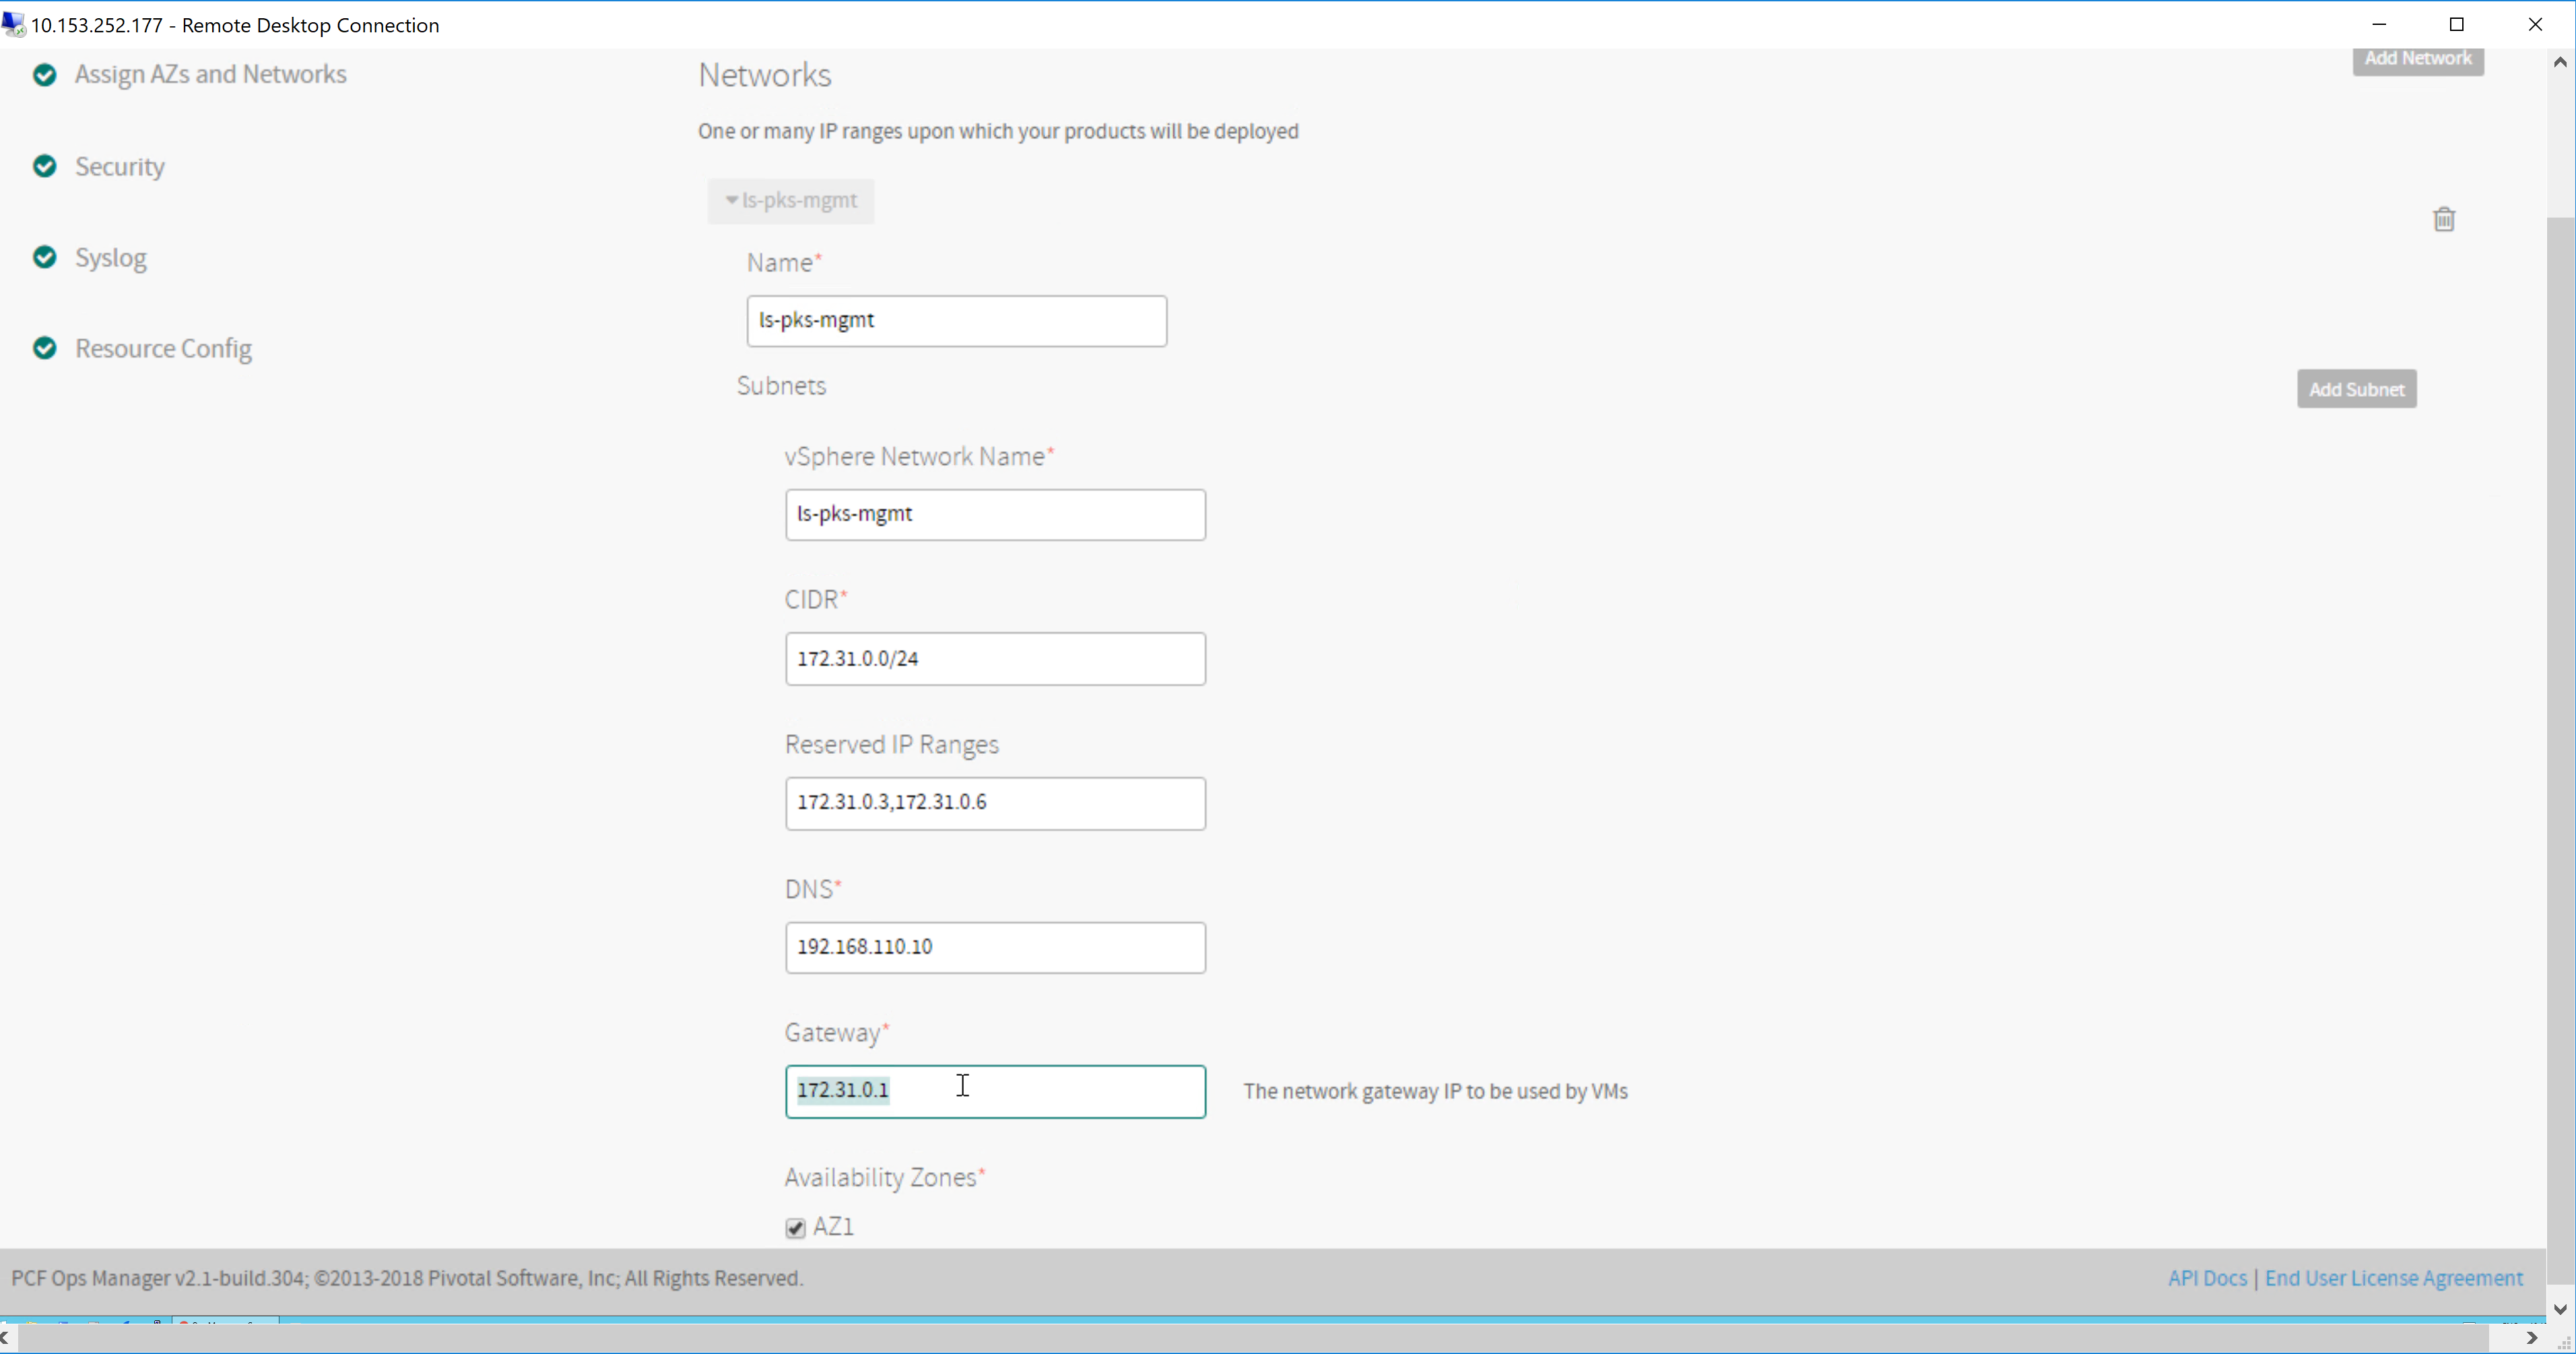 10.153.252.177 - Remote Desktop Connection
Assign AZs and Networks
Security
Syslog
Resource Config
Networks
Add Network
One or many IP ranges upon which your products will be deployed
ls-pks-mgmt
Name*
ls-pks-mgmt
Subnets
Add Subnet
vSphere Network Name*
ls-pks-mgmt
CIDR*
172.31.0.0/24
Reserved IP Ranges
172.31.0.3,172.31.0.6
DNS*
192.168.110.10
Gateway*
172.31.0.1
The network gateway IP to be used by VMs
Availability Zones*
AZ1
PCF Ops Manager v2.1-build.304; ©2013-2018 Pivotal Software, Inc; All Rights Reserved.
API Docs | End User License Agreement